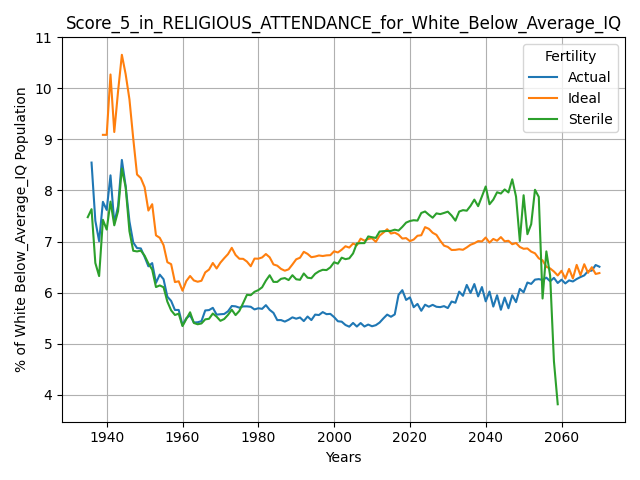 Score_5_in_RELIGIOUS_ATTENDANCE_for_White_Below_Average_IQ
11
10
9
8
7
6
5
4
% of White Below_Average_IQ Population
Fertility
Actual
Ideal
Sterile
1940
1960
1980
2000
2020
2040
2060
Years